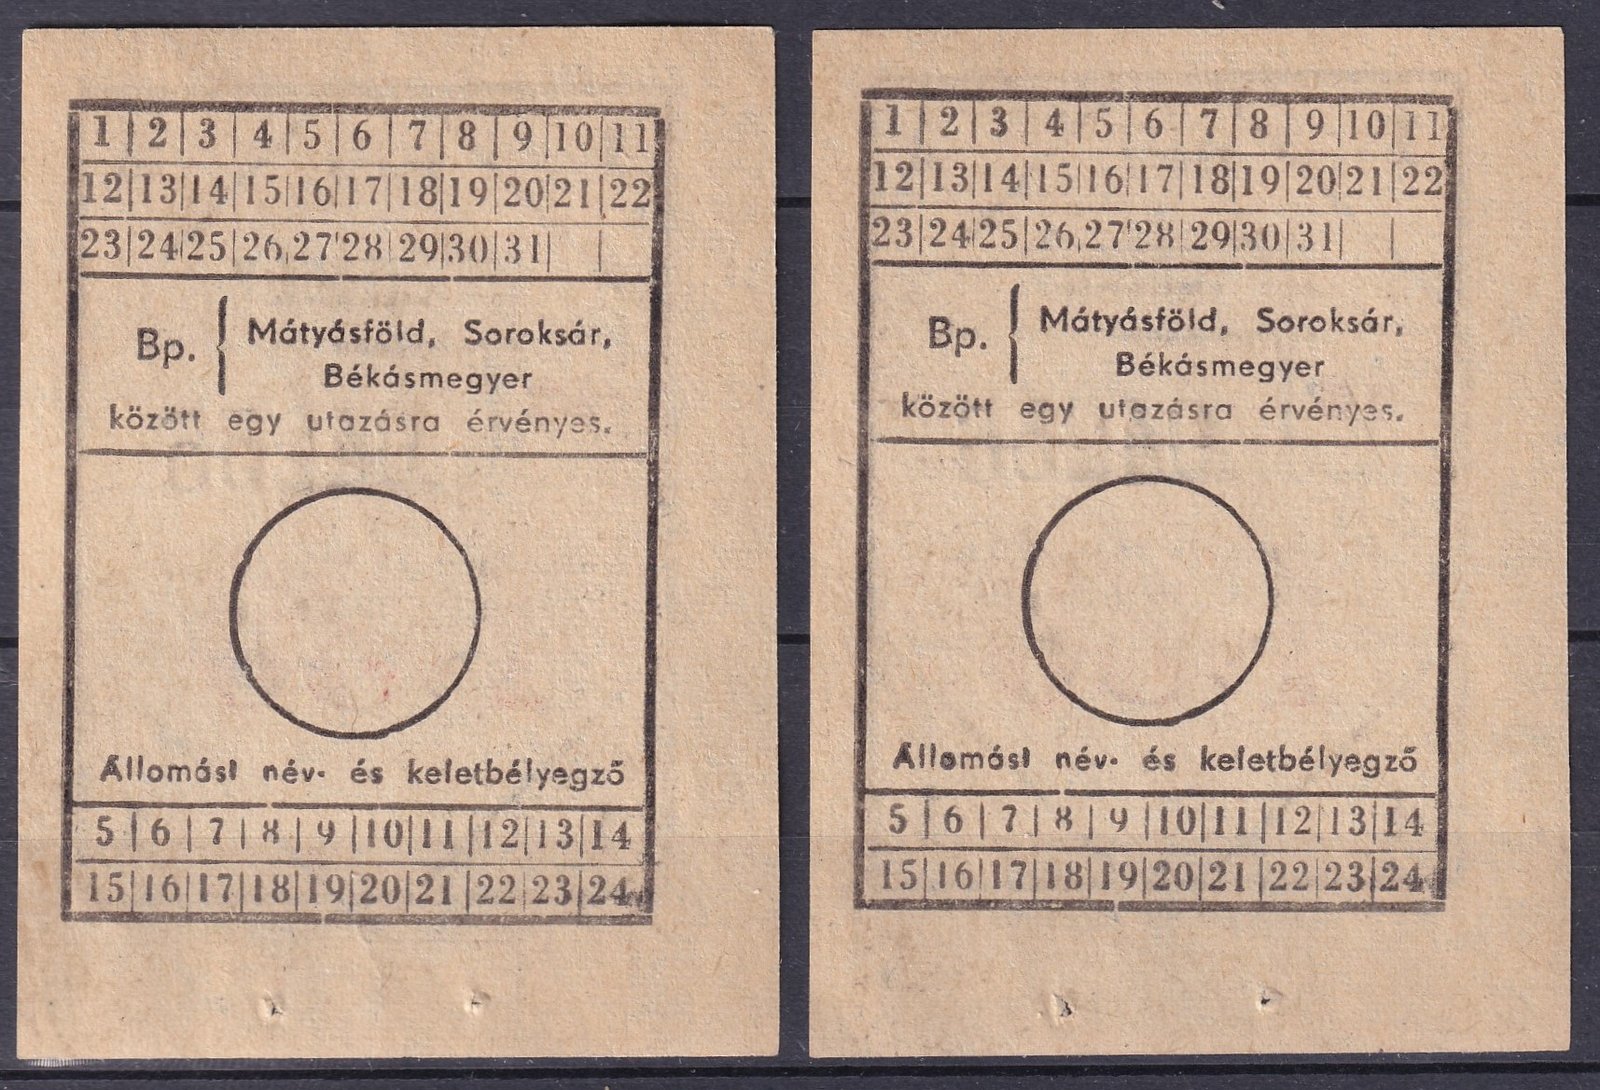 1 2 3 4 5 6 7 8 9 10 11
12 13 14 15 16 17 18 19 20 21 22
23 24 25 26 27 28 29 30 31
Bp. { Mátyásföld, Soroksár,
Békásmegyer
között egy utazásra érvényes.
Állomási név- és keletbélyegző
5 6 7 8 9 10 11 12 13 14
15 16 17 18 19 20 21 22 23 24
1 2 3 4 5 6 7 8 9 10 11
12 13 14 15 16 17 18 19 20 21 22
23 24 25 26 27 28 29 30 31
Bp. { Mátyásföld, Soroksár,
Békásmegyer
között egy utazásra érvényes.
Állomási név- és keletbélyegző
5 6 7 8 9 10 11 12 13 14
15 16 17 18 19 20 21 22 23 24